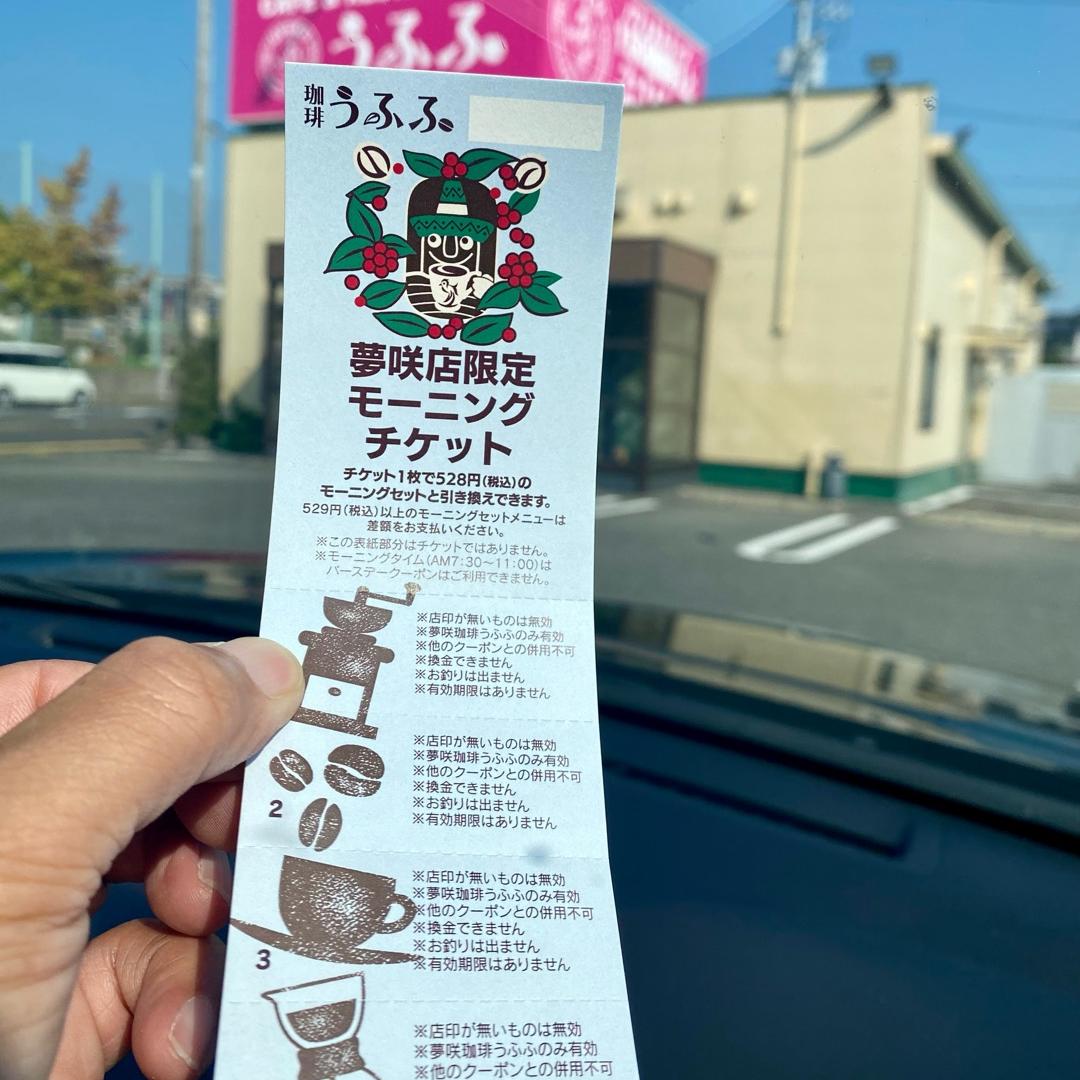 うふふ
珈琲 うふふ
夢咲店限定
モーニング
チケット
チケット1枚で528円(税込)の
モーニングセットと引き換えできます。
529円(税込)以上のモーニングセットメニューは
差額をお支払いください。
※この表紙部分はチケットではありません。
※モーニングタイム(AM7:30〜11:00)は
バースデークーポンはご利用できません。
※店印が無いものは無効
※夢咲珈琲うふふのみ有効
※他のクーポンとの併用不可
※換金できません
※お釣りは出ません
※有効期限はありません
2
※店印が無いものは無効
※夢咲珈琲うふふのみ有効
※他のクーポンとの併用不可
※換金できません
※お釣りは出ません
※有効期限はありません
3
※店印が無いものは無効
※夢咲珈琲うふふのみ有効
※他のクーポンとの併用不可
※換金できません
※お釣りは出ません
※有効期限はありません
※店印が無いものは無効
※夢咲珈琲うふふのみ有効
※他のクーポンとの併用不可